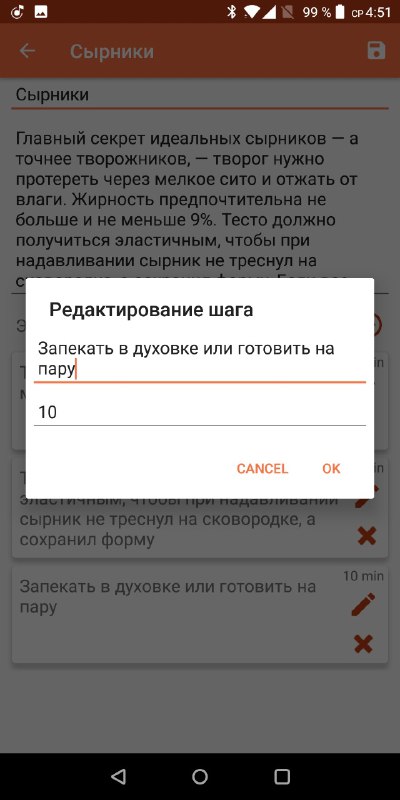 99 % СР 4:51
Сырники
Сырники
Главный секрет идеальных сырников — а
точнее творожников, — творог нужно
протереть через мелкое сито и отжать от
влаги. Жирность предпочтительна не
больше и не меньше 9%. Тесто должно
получиться эластичным, чтобы при
надавливании сырник не треснул на
Редактирование шага
Запекать в духовке или готовить на
пару
10
CANCEL OK
эластичным, чтобы при надавливании
сырник не треснул на сковородке, а
сохранил форму
10 min
Запекать в духовке или готовить на
пару